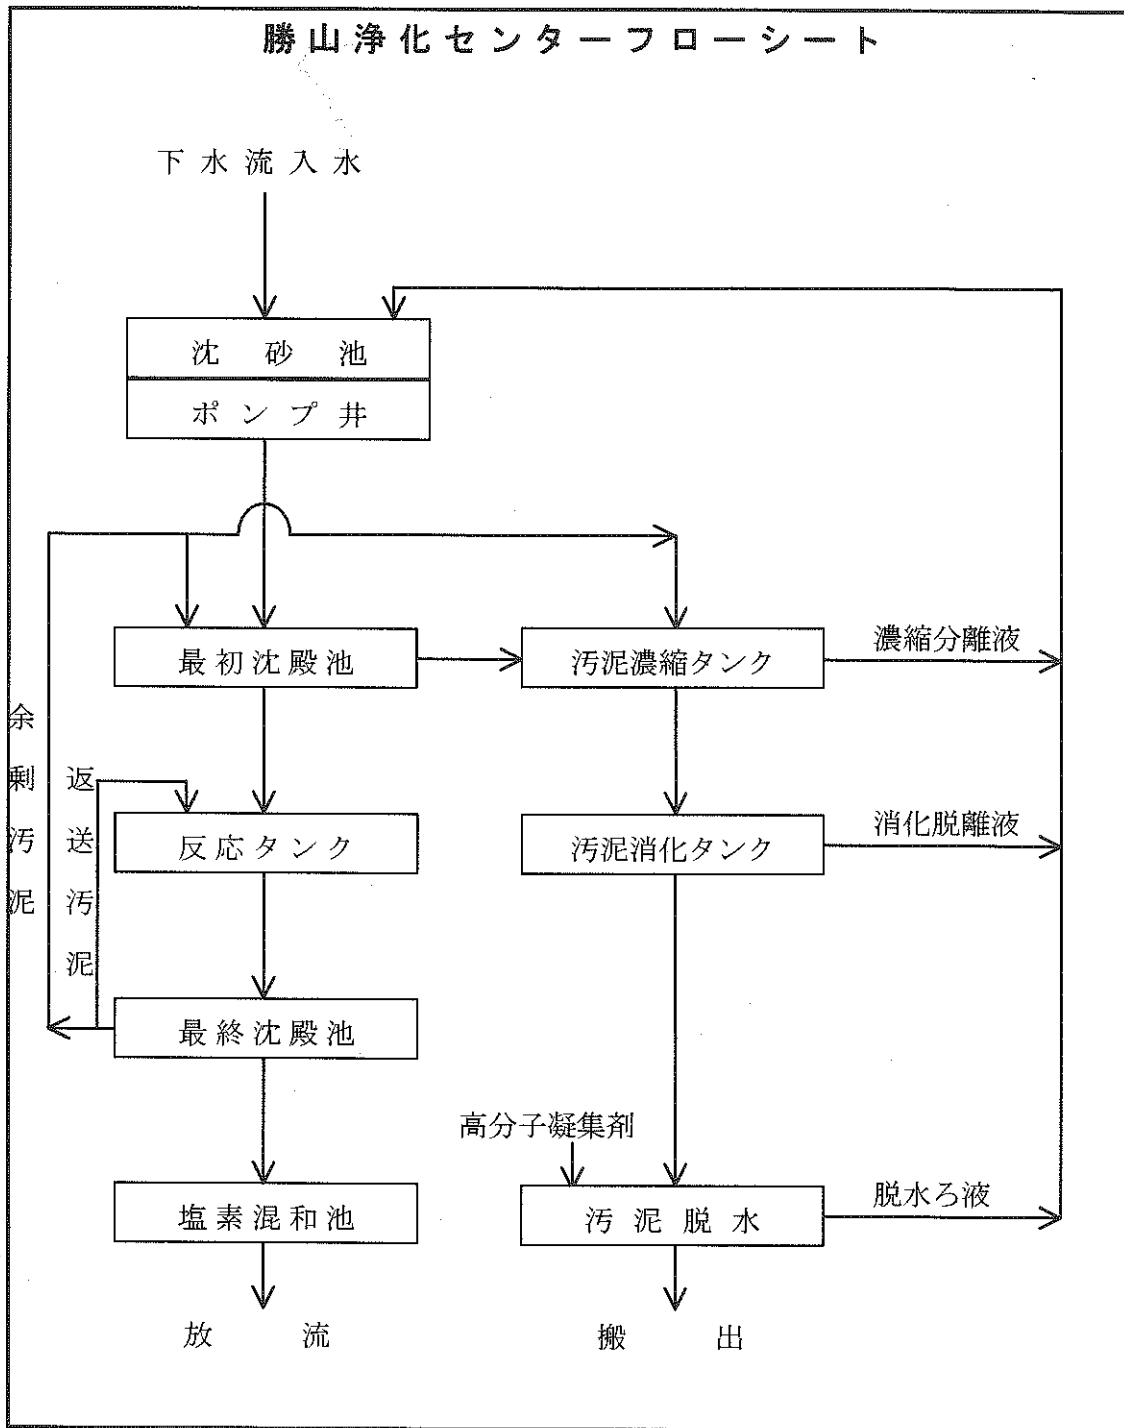 勝山浄化センターフローシート
下水流入水
沈砂池
ポンプ井
最初沈殿池
汚泥濃縮タンク
濃縮分離液
余剰汚泥
返送汚泥
反応タンク
汚泥消化タンク
消化脱離液
最終沈殿池
高分子凝集剤
塩素混和池
汚泥脱水
脱水ろ液
放流
搬出